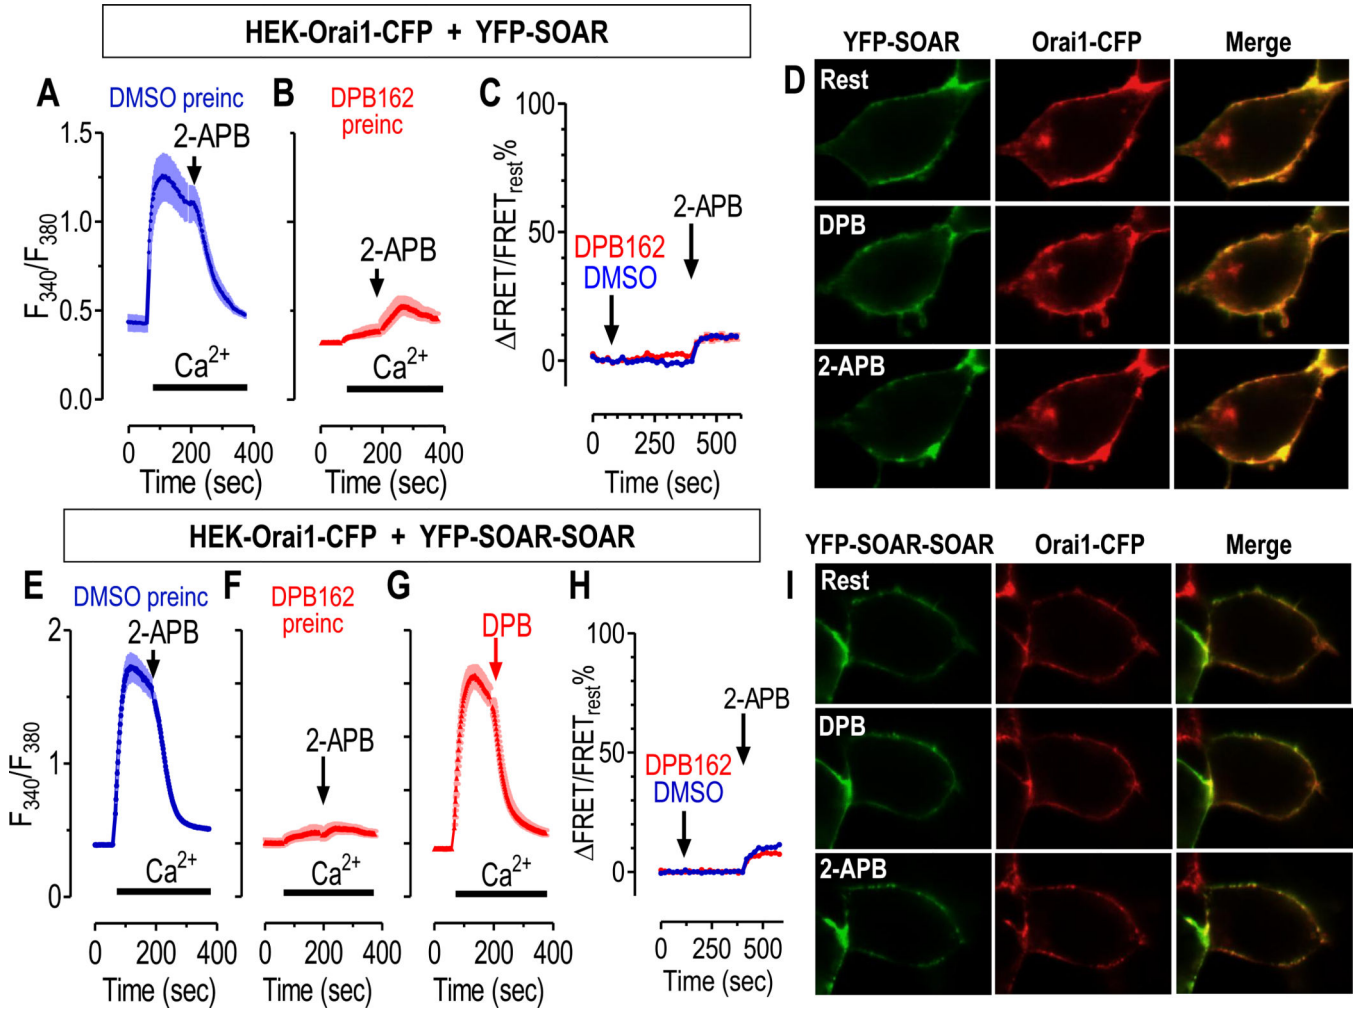 HEK-Orai1-CFP + YFP-SOAR
A
DMSO preinc
2-APB
F340/F380
1.5
1.0
0.5
0.0
Ca2+
0 200 400
Time (sec)
B
DPB162
preinc
2-APB
Ca2+
0 200 400
Time (sec)
C
ΔFRET/FRETrest%
100
50
0
2-APB
DPB162
DMSO
0 250 500
Time (sec)
D
YFP-SOAR Orai1-CFP Merge
Rest
DPB
2-APB
HEK-Orai1-CFP + YFP-SOAR-SOAR
E
DMSO preinc
2-APB
F340/F380
2
1
0
Ca2+
0 200 400
Time (sec)
F
DPB162
preinc
2-APB
Ca2+
0 200 400
Time (sec)
G
DPB
Ca2+
0 200 400
Time (sec)
H
ΔFRET/FRETrest%
100
50
0
2-APB
DPB162
DMSO
0 250 500
Time (sec)
I
YFP-SOAR-SOAR Orai1-CFP Merge
Rest
DPB
2-APB